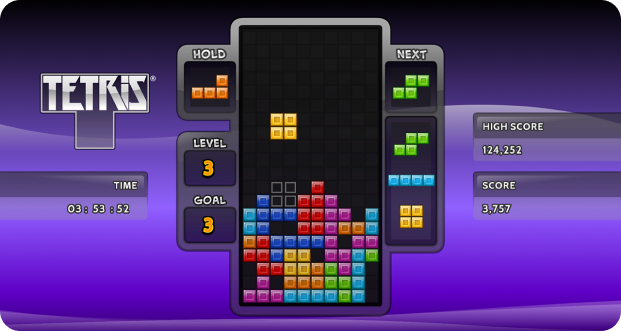 TETRIS®
HOLD
NEXT
LEVEL
3
GOAL
3
TIME
03 : 53 : 52
HIGH SCORE
124,252
SCORE
3,757